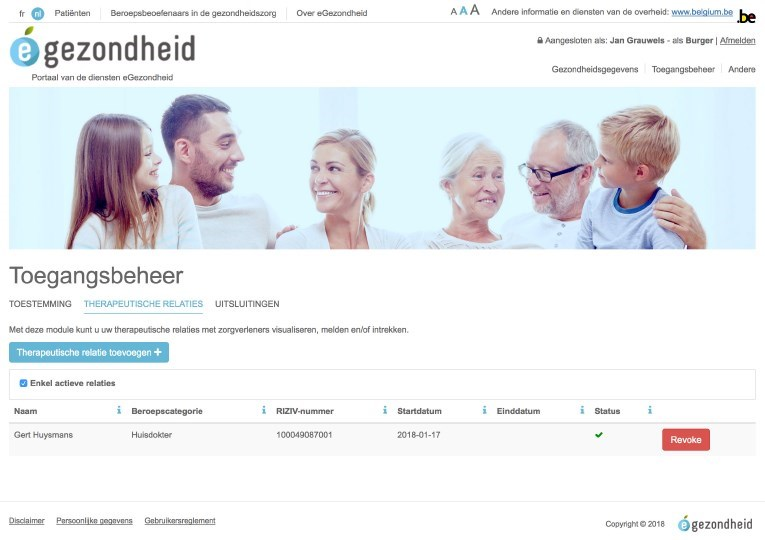 fr nl Patiënten Beroepsbeoefenaars in de gezondheidszorg Over eGezondheid A A A Andere informatie en diensten van de overheid: www.belgium.be .be
é gezondheid
Portaal van de diensten eGezondheid
Aangesloten als: Jan Grauwels - als Burger | Afmelden
Gezondheidsgegevens Toegangsbeheer Andere
Toegangsbeheer
TOESTEMMING THERAPEUTISCHE RELATIES UITSLUITINGEN
Met deze module kunt u uw therapeutische relaties met zorgverleners visualiseren, melden en/of intrekken.
Therapeutische relatie toevoegen +
Enkel actieve relaties
Naam i Beroepscategorie i RIZIV-nummer i Startdatum i Einddatum i Status i
Gert Huysmans Huisdokter 100049087001 2018-01-17 Revoke
Disclaimer Persoonlijke gegevens Gebruikersreglement Copyright © 2018 é gezondheid